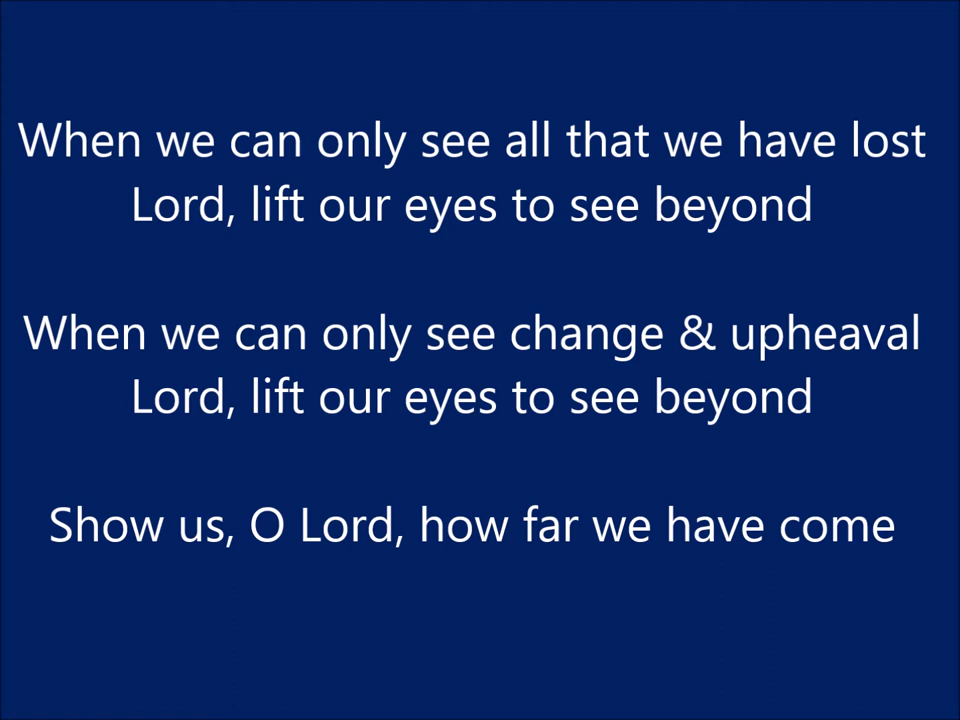 When we can only see all that we have lost
Lord, lift our eyes to see beyond
When we can only see change & upheaval
Lord, lift our eyes to see beyond
Show us, O Lord, how far we have come